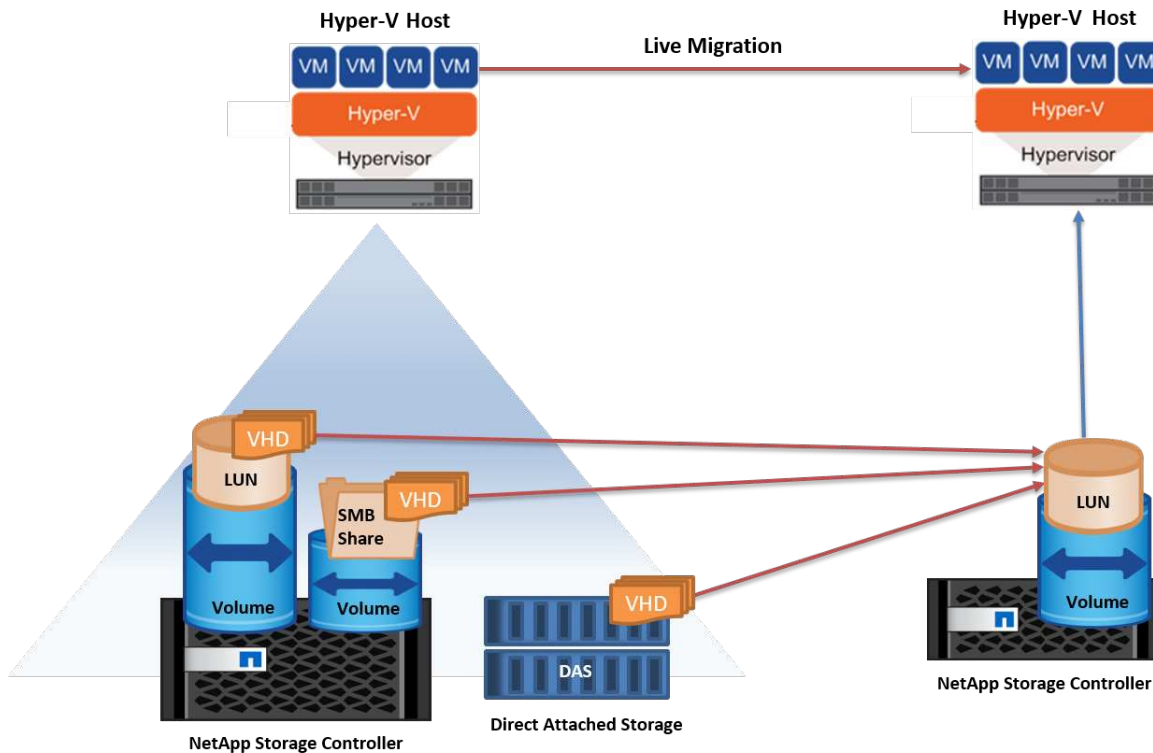 Hyper-V Host
Hyper-V Host
Live Migration
VM VM VM VM
VM VM VM VM
Hyper-V
Hyper-V
Hypervisor
Hypervisor
VHD
LUN
VHD
SMB
Share
LUN
Volume
Volume
VHD
DAS
Volume
NetApp Storage Controller
Direct Attached Storage
NetApp Storage Controller